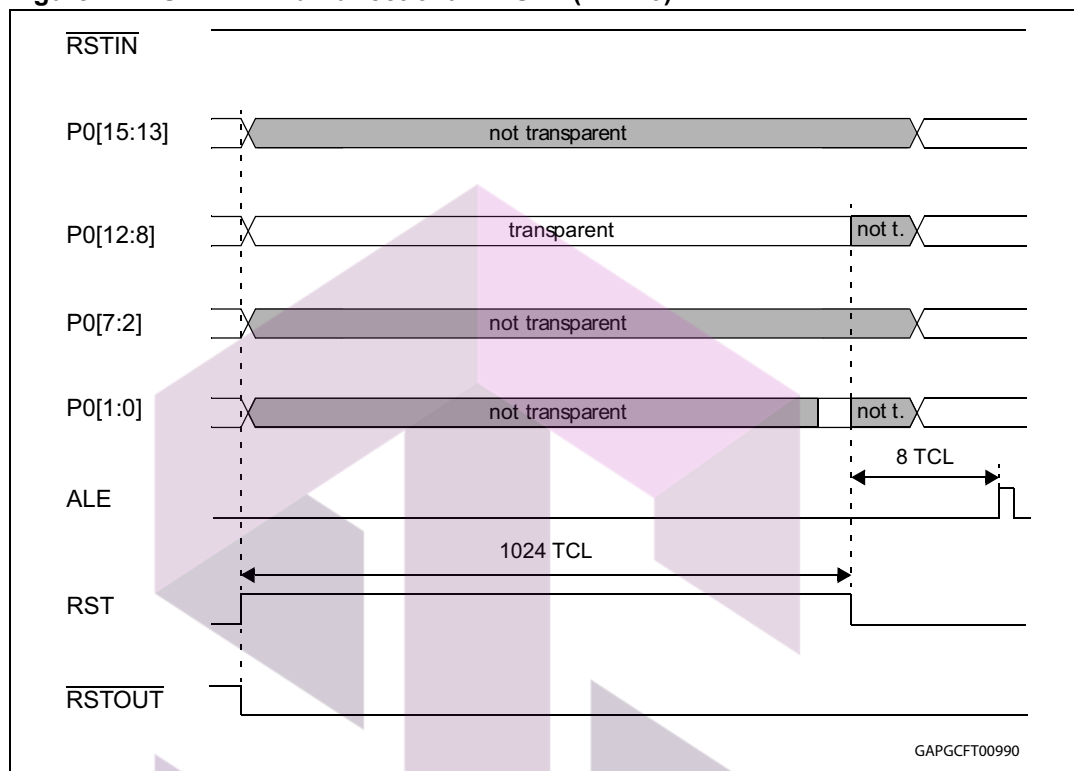 RSTIN
P0[15:13]
not transparent
P0[12:8]
transparent
not t.
P0[7:2]
not transparent
P0[1:0]
not transparent
not t.
8 TCL
ALE
1024 TCL
RST
RSTOUT
GAPGCFT00990